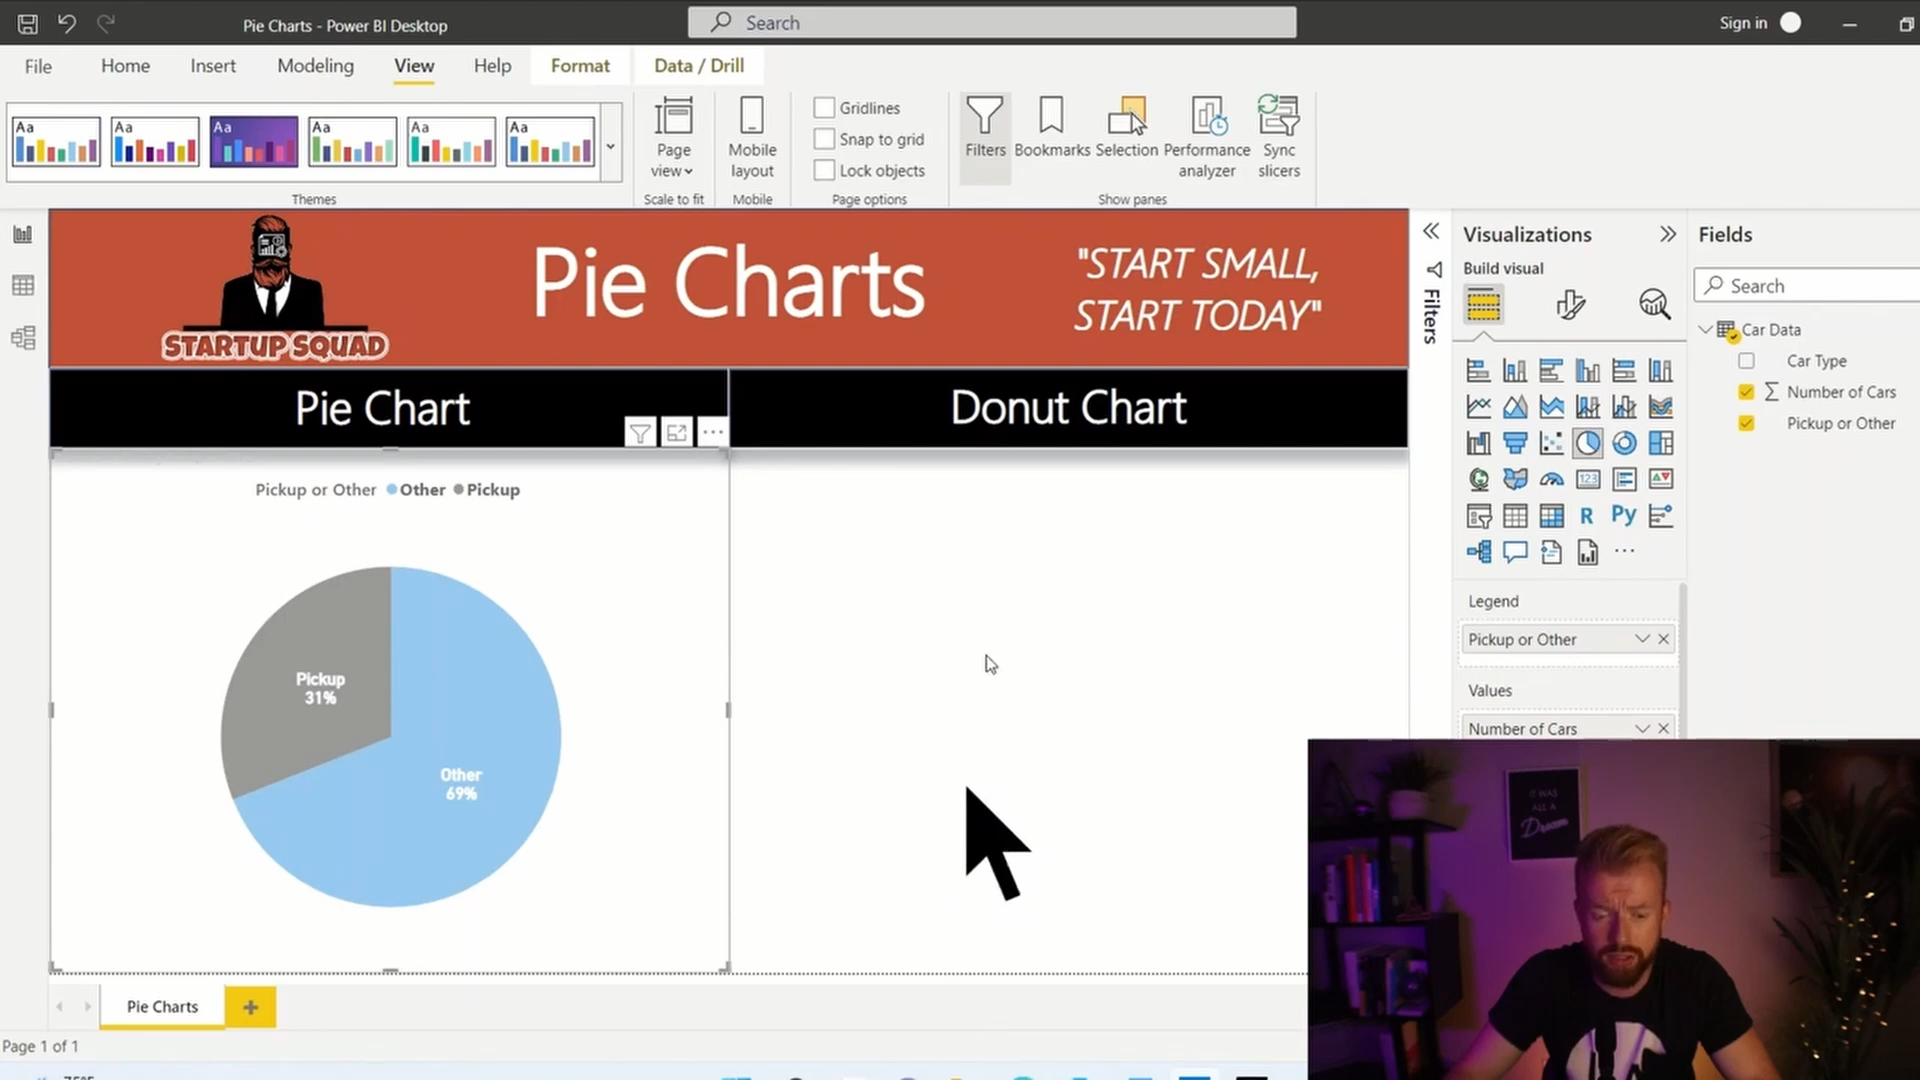 Pie Charts - Power BI Desktop
Search
Sign in
File
Home
Insert
Modeling
View
Help
Format
Data / Drill
Aa
Aa
Aa
Aa
Aa
Aa
Themes
Page
view
Scale to fit
Mobile
layout
Mobile
Gridlines
Snap to grid
Lock objects
Page options
Filters
Bookmarks
Selection
Performance
analyzer
Sync
slicers
Show panes
STARTUP SQUAD
Pie Charts
"START SMALL,
START TODAY"
Pie Chart
Donut Chart
Pickup or Other
Other
Pickup
Pickup
31%
Other
69%
Filters
Visualizations
Build visual
123
R
Py
Legend
Pickup or Other
Values
Number of Cars
Fields
Search
Car Data
Car Type
Number of Cars
Pickup or Other
IT WAS
ALL A
Dream
Pie Charts
Page 1 of 1